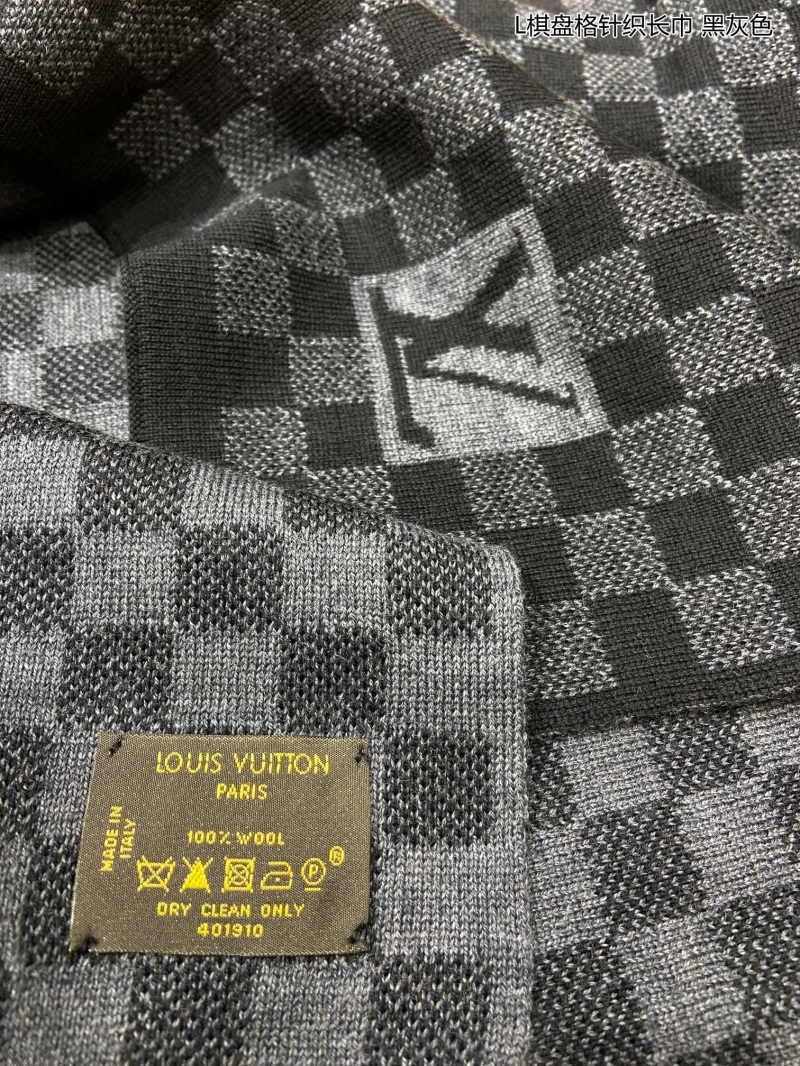 L棋盘格针织长巾 黑灰色
LV
LOUIS VUITTON
PARIS
MADE IN
ITALY
100% WOOL
P
®
DRY CLEAN ONLY
401910